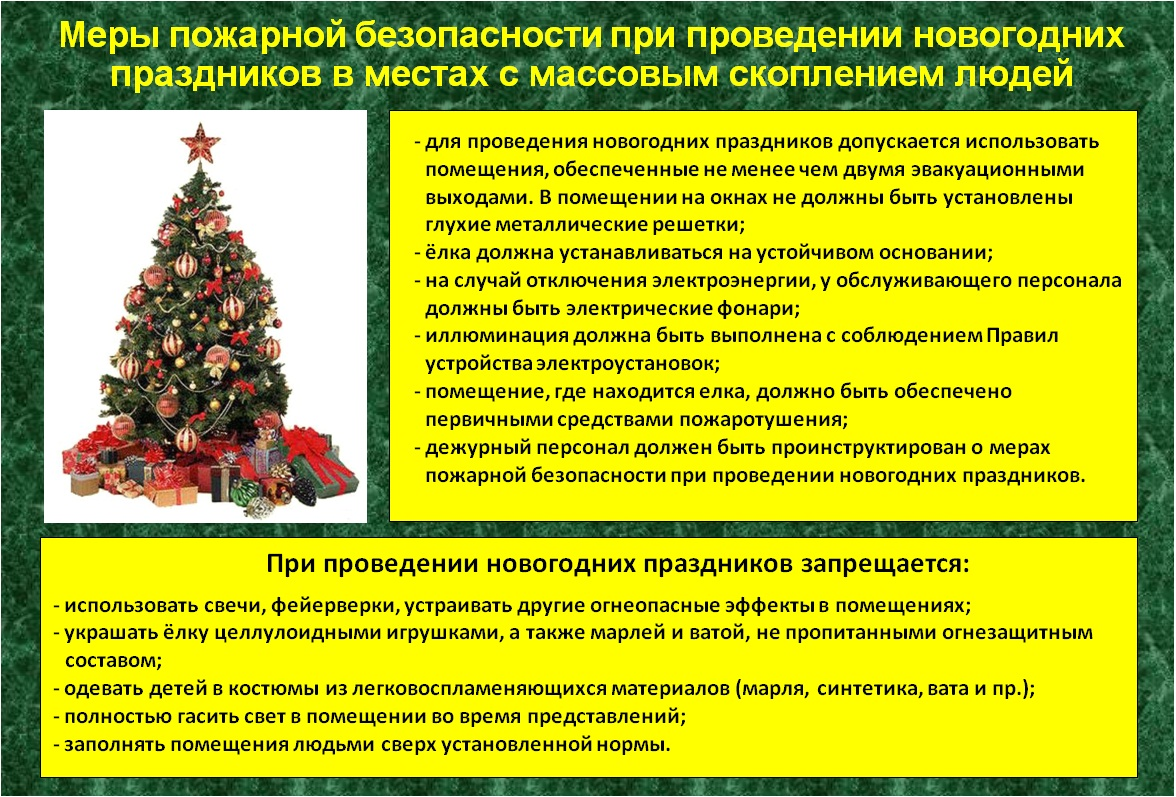 Меры пожарной безопасности при проведении новогодних
праздников в местах с массовым скоплением людей
- для проведения новогодних праздников допускается использовать
помещения, обеспеченные не менее чем двумя эвакуационными
выходами. В помещении на окнах не должны быть установлены
глухие металлические решетки;
- ёлка должна устанавливаться на устойчивом основании;
- на случай отключения электроэнергии, у обслуживающего персонала
должны быть электрические фонари;
- иллюминация должна быть выполнена с соблюдением Правил
устройства электроустановок;
- помещение, где находится елка, должно быть обеспечено
первичными средствами пожаротушения;
- дежурный персонал должен быть проинструктирован о мерах
пожарной безопасности при проведении новогодних праздников.
При проведении новогодних праздников запрещается:
- использовать свечи, фейерверки, устраивать другие огнеопасные эффекты в помещениях;
- украшать ёлку целлулоидными игрушками, а также марлей и ватой, не пропитанными огнезащитным
составом;
- одевать детей в костюмы из легковоспламеняющихся материалов (марля, синтетика, вата и пр.);
- полностью гасить свет в помещении во время представлений;
- заполнять помещения людьми сверх установленной нормы.